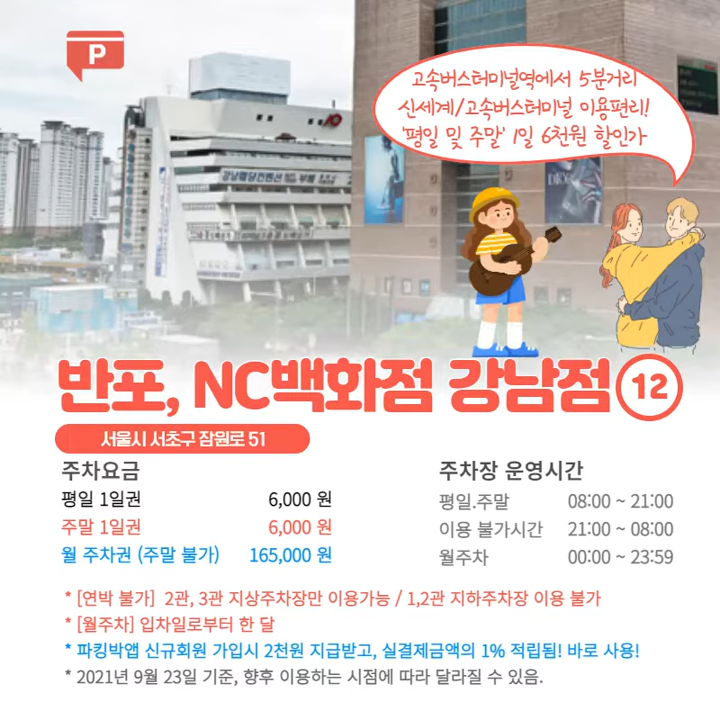 P
고속버스터미널역에서 5분거리
신세계/고속버스터미널 이용편리!
'평일 및 주말' 1일 6천원 할인가
강남웨딩컨벤션
DIOR
반포, NC백화점 강남점 12
서울시 서초구 잠원로 51
주차요금
평일 1일권 6,000 원
주말 1일권 6,000 원
월 주차권 (주말 불가) 165,000 원
주차장 운영시간
평일.주말 08:00 ~ 21:00
이용 불가시간 21:00 ~ 08:00
월주차 00:00 ~ 23:59
* [연박 불가] 2관, 3관 지상주차장만 이용가능 / 1,2관 지하주차장 이용 불가
* [월주차] 입차일로부터 한 달
* 파킹박앱 신규회원 가입시 2천원 지급받고, 실결제금액의 1% 적립됨! 바로 사용!
* 2021년 9월 23일 기준, 향후 이용하는 시점에 따라 달라질 수 있음.